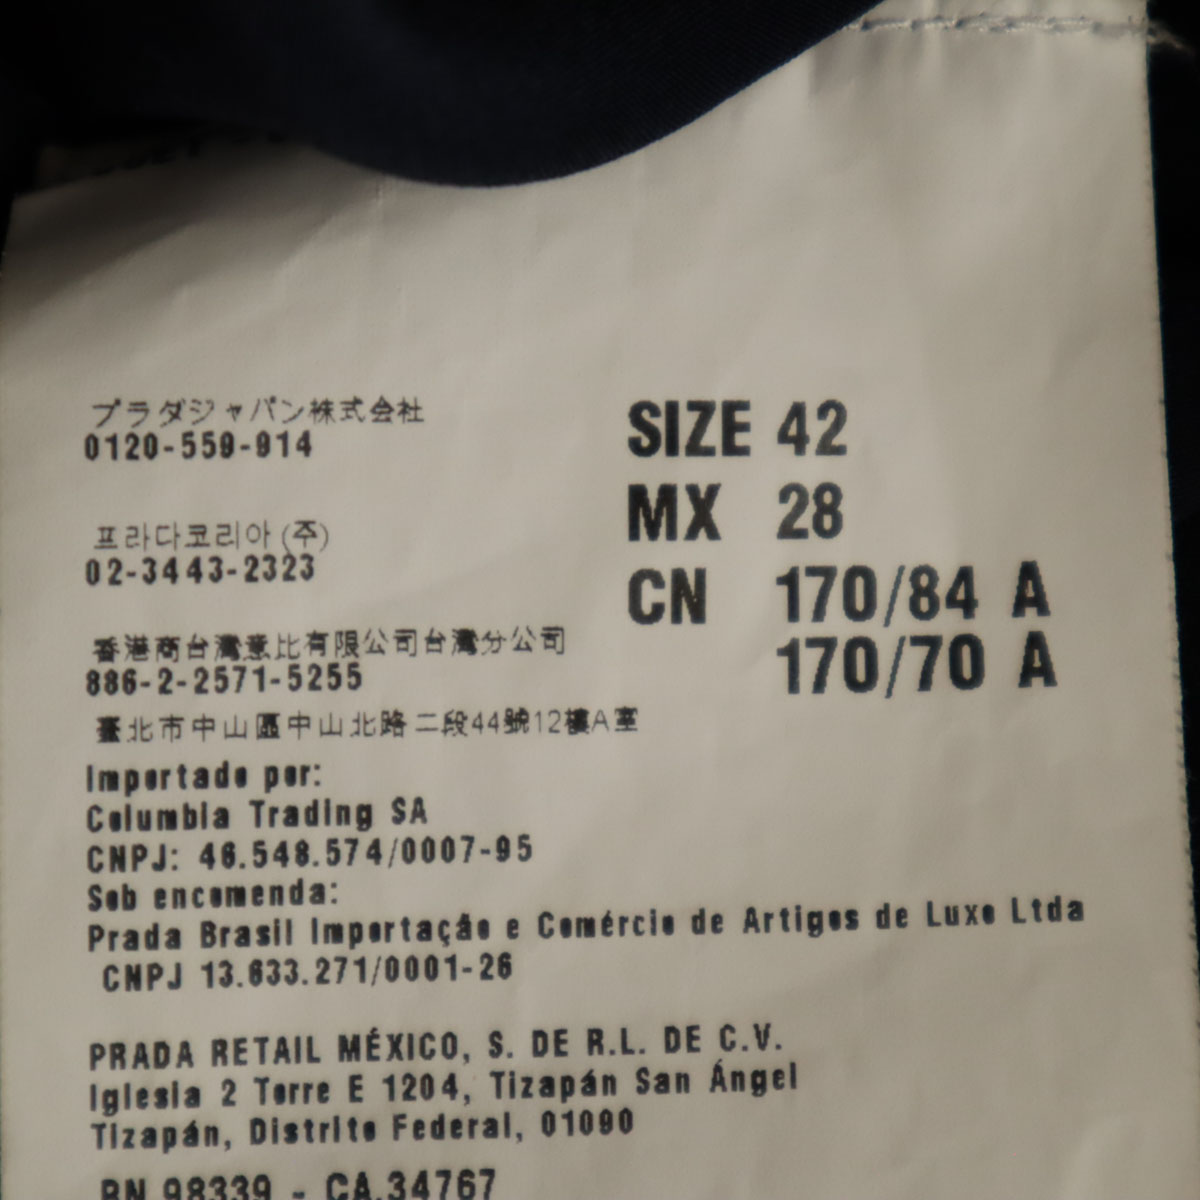 プラダジャパン株式会社
0120-559-914
프라다코리아 (주)
02-3443-2323
香港商台灣意比有限公司台灣分公司
886-2-2571-5255
臺北市中山區中山北路二段44號12樓A室
Importado por:
Columbia Trading SA
CNPJ: 46.548.574/0007-95
Sob encomenda:
Prada Brasil Importação e Comércio de Artigos de Luxo Ltda
CNPJ 13.633.271/0001-26
PRADA RETAIL MÉXICO, S. DE R.L. DE C.V.
Iglesia 2 Torre E 1204, Tizapán San Ángel
Tizapán, Distrito Federal, 01090
RN 98339 - CA.34767
SIZE 42
MX 28
CN 170/84 A
170/70 A